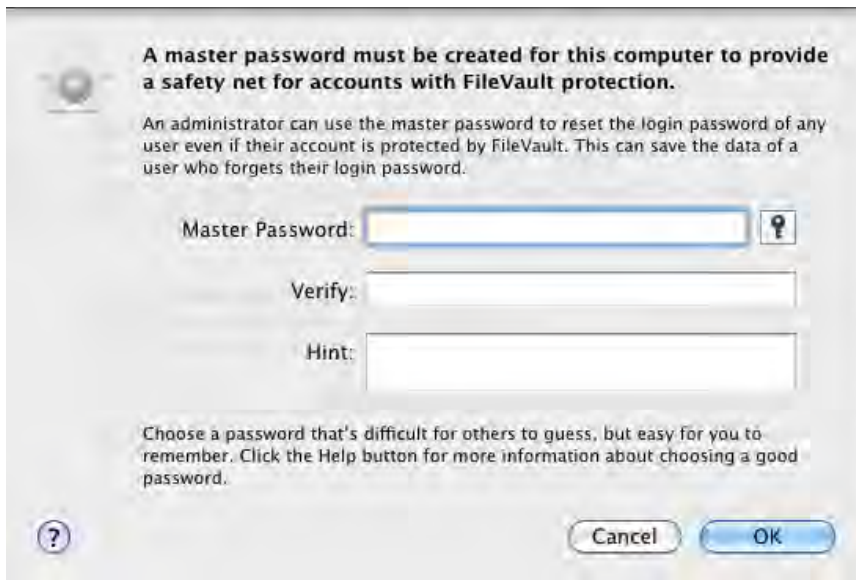 A master password must be created for this computer to provide
a safety net for accounts with FileVault protection.
An administrator can use the master password to reset the login password of any
user even if their account is protected by FileVault. This can save the data of a
user who forgets their login password.
Master Password:
Verify:
Hint:
Choose a password that's difficult for others to guess, but easy for you to
remember. Click the Help button for more information about choosing a good
password.
? Cancel OK